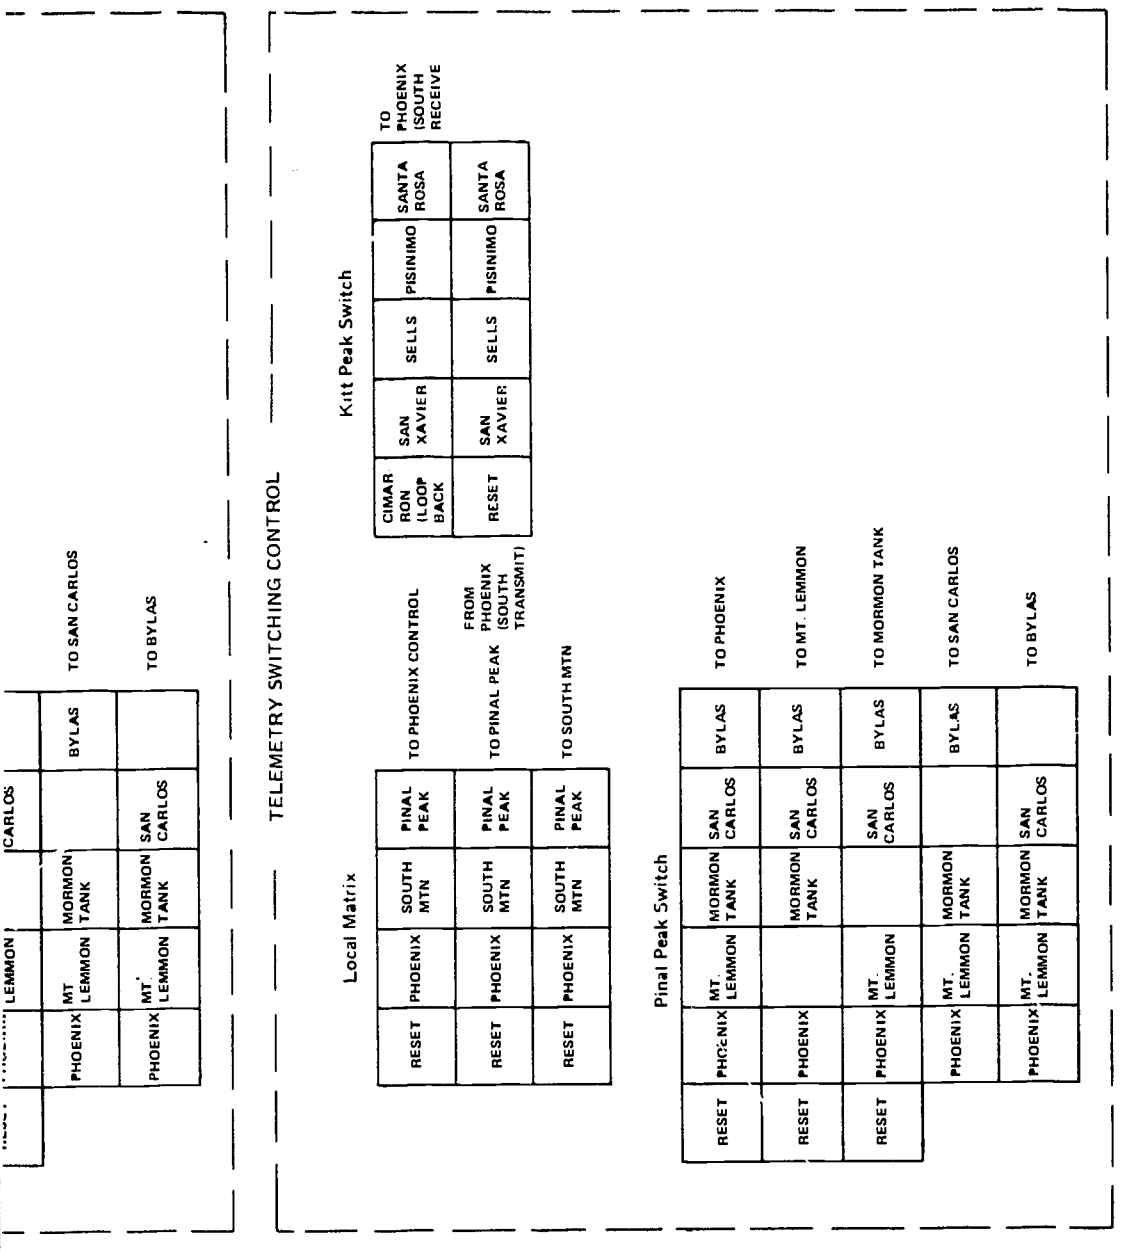 LEMMON
CARLOS
PHOENIX
MT
LEMMON
MORMON
TANK
BYLAS
TO SAN CARLOS
PHOENIX
MT.
LEMMON
MORMON
TANK
SAN
CARLOS
TO BYLAS
TELEMETRY SWITCHING CONTROL
Local Matrix
RESET
PHOENIX
SOUTH
MTN
PINAL
PEAK
TO PHOENIX CONTROL
RESET
PHOENIX
SOUTH
MTN
PINAL
PEAK
TO PINAL PEAK
RESET
PHOENIX
SOUTH
MTN
PINAL
PEAK
TO SOUTH MTN
Kitt Peak Switch
CIMAR
RON
(LOOP
BACK
SAN
XAVIER
SELLS
PISINIMO
SANTA
ROSA
TO
PHOENIX
(SOUTH
RECEIVE
FROM
PHOENIX
(SOUTH
TRANSMIT)
RESET
SAN
XAVIER
SELLS
PISINIMO
SANTA
ROSA
Pinal Peak Switch
RESET
PHOENIX
MT.
LEMMON
MORMON
TANK
SAN
CARLOS
BYLAS
TO PHOENIX
RESET
PHOENIX
MORMON
TANK
SAN
CARLOS
BYLAS
TO MT. LEMMON
RESET
PHOENIX
MT.
LEMMON
SAN
CARLOS
BYLAS
TO MORMON TANK
PHOENIX
MT.
LEMMON
MORMON
TANK
BYLAS
TO SAN CARLOS
PHOENIX
MT.
LEMMON
MORMON
TANK
SAN
CARLOS
TO BYLAS